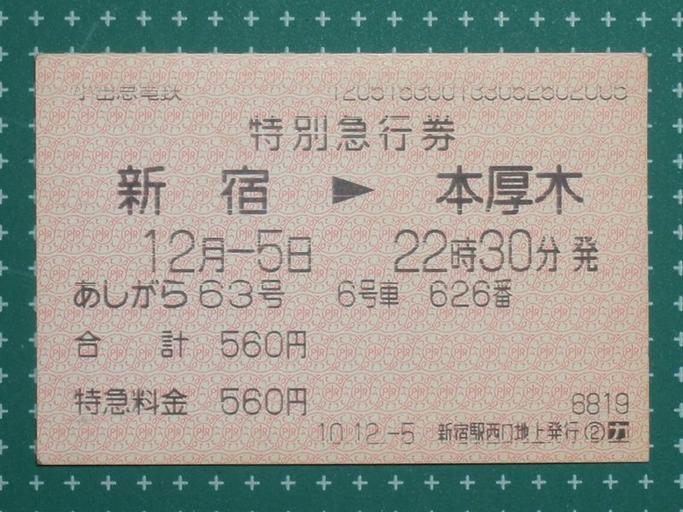 小田急電鉄
特別急行券
新宿 ▶ 本厚木
12月-5日 22時30分発
あしがら63号 6号車 626番
合計 560円
特急料金 560円
6819
10.12.-5 新宿駅西口地上発行②